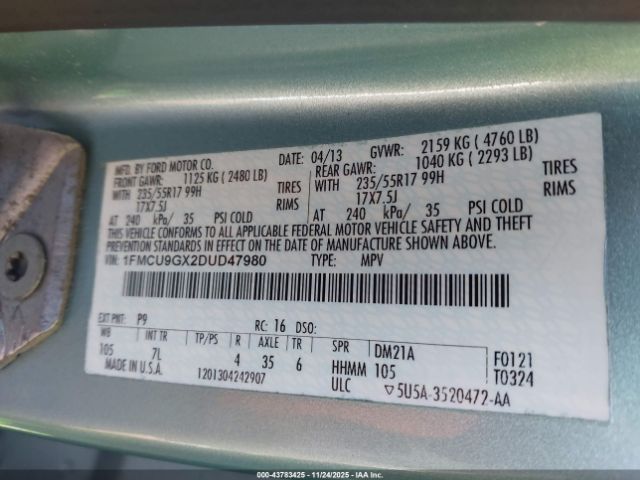 MFD. BY FORD MOTOR CO. DATE: 04/13 GVWR: 2159 KG ( 4760 LB)
FRONT GAWR: 1125 KG ( 2480 LB) REAR GAWR: 1040 KG ( 2293 LB)
WITH 235/55R17 99H TIRES WITH 235/55R17 99H TIRES
17X7.5J RIMS 17X7.5J RIMS
AT 240 kPa/ 35 PSI COLD AT 240 kPa/ 35 PSI COLD
THIS VEHICLE CONFORMS TO ALL APPLICABLE FEDERAL MOTOR VEHICLE SAFETY AND THEFT
PREVENTION STANDARDS IN EFFECT ON THE DATE OF MANUFACTURE SHOWN ABOVE.
VIN: 1FMCU9GX2DUD47980 TYPE: MPV
EXT PNT: P9 RC: 16 DSO:
WB INT TR TP/PS R AXLE TR SPR DM21A F0121
105 7L 4 35 6 HHMM 105 T0324
MADE IN U.S.A. 1201304242907 ULC ▽5U5A-3520472-AA
000-43783425 - 11/24/2025 - IAAI.COM